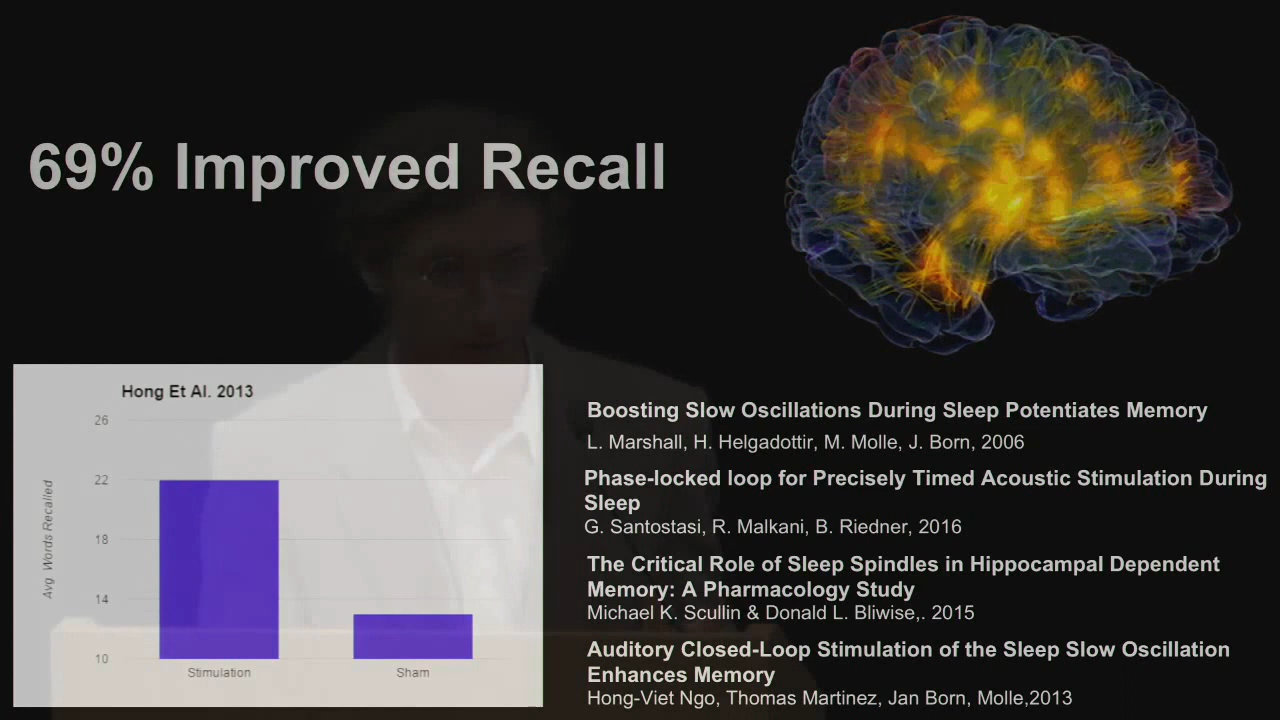 69% Improved Recall
Hong Et Al. 2013
26
22
18
14
10
Avg Words Recalled
Stimulation
Sham
Boosting Slow Oscillations During Sleep Potentiates Memory
L. Marshall, H. Helgadottir, M. Molle, J. Born, 2006
Phase-locked loop for Precisely Timed Acoustic Stimulation During
Sleep
G. Santostasi, R. Malkani, B. Riedner, 2016
The Critical Role of Sleep Spindles in Hippocampal Dependent
Memory: A Pharmacology Study
Michael K. Scullin & Donald L. Bliwise,. 2015
Auditory Closed-Loop Stimulation of the Sleep Slow Oscillation
Enhances Memory
Hong-Viet Ngo, Thomas Martinez, Jan Born, Molle,2013